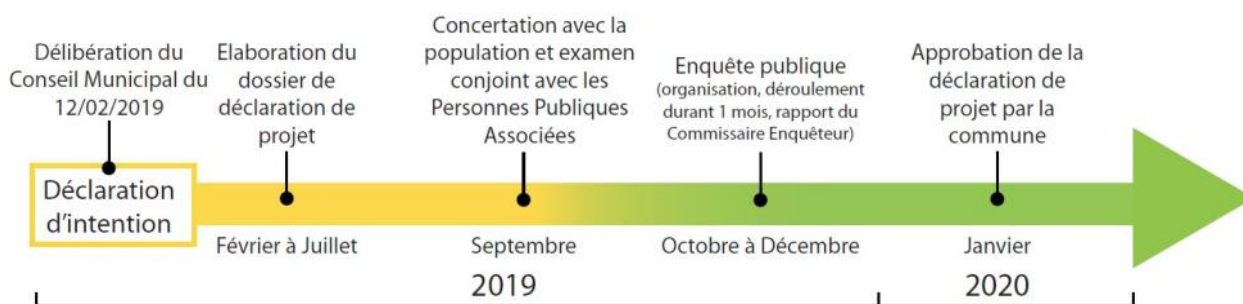 Délibération du
Conseil Municipal du
12/02/2019
Elaboration du
dossier de
déclaration de
projet
Concertation avec la
population et examen
conjoint avec les
Personnes Publiques
Associées
Enquête publique
(organisation, déroulement
durant 1 mois, rapport du
Commissaire Enquêteur)
Approbation de la
déclaration de
projet par la
commune
Déclaration
d'intention
Février à Juillet
Septembre
Octobre à Décembre
Janvier
2019
2020